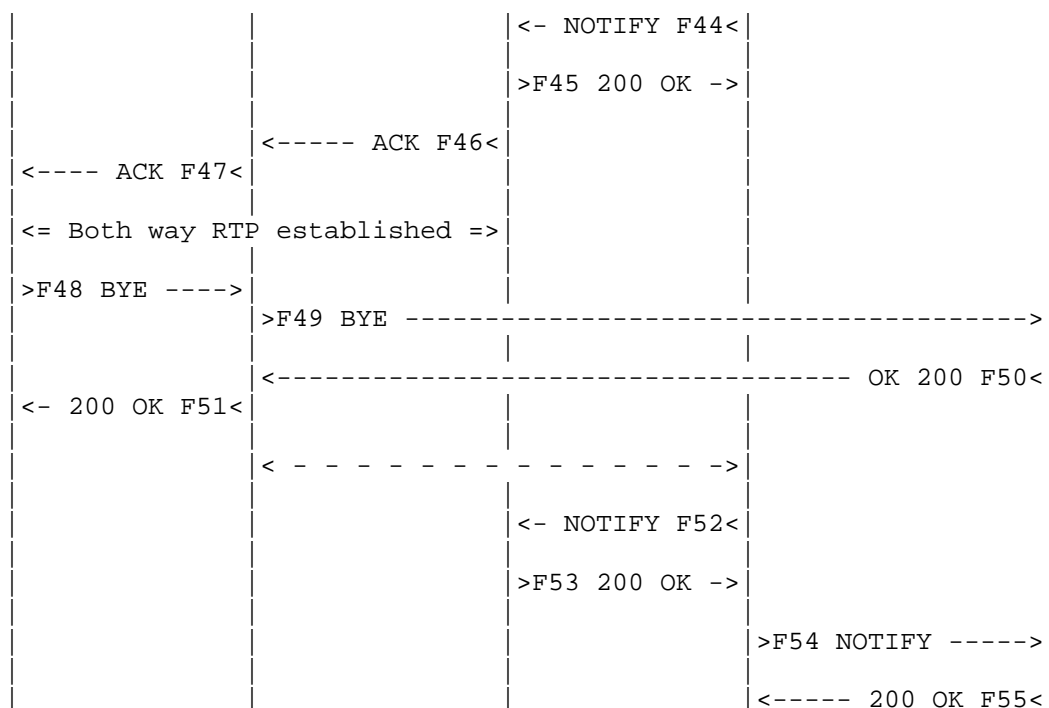 <- NOTIFY F44<
>F45 200 OK ->
<----- ACK F46<
<---- ACK F47<
<= Both way RTP established =>
>F48 BYE ---->
>F49 BYE --------------------------------------->
<------------------------------------ OK 200 F50<
<- 200 OK F51<
< - - - - - - - - - - - - - - ->
<- NOTIFY F52<
>F53 200 OK ->
>F54 NOTIFY ----->
<----- 200 OK F55<